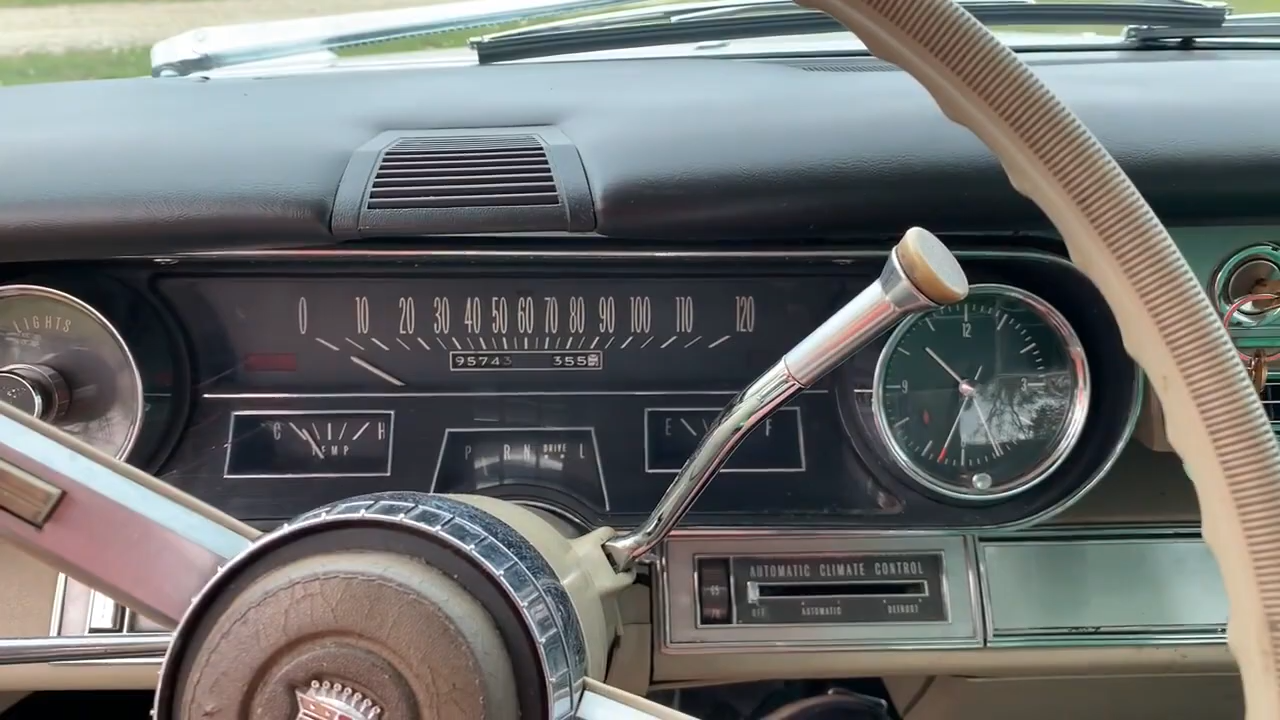 LIGHTS
0 10 20 30 40 50 60 70 80 90 100 110 120
95743 355
C H
TEMP
P R N DRIVE L
E F
12
3
9
65
AUTOMATIC CLIMATE CONTROL
OFF AUTOMATIC DEFROST